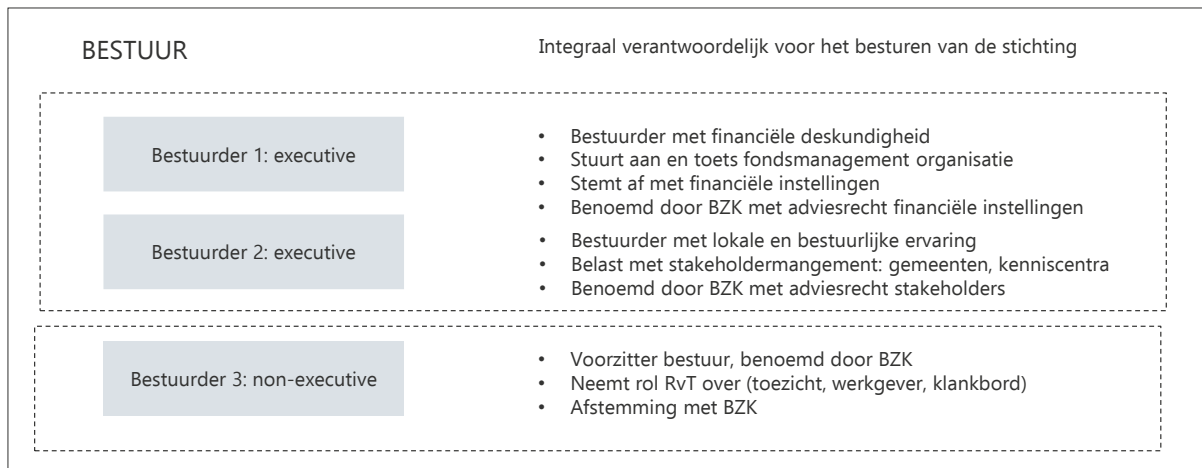 BESTUUR
Integraal verantwoordelijk voor het besturen van de stichting
Bestuurder 1: executive
• Bestuurder met financiële deskundigheid
• Stuurt aan en toets fondsmanagement organisatie
• Stemt af met financiële instellingen
• Benoemd door BZK met adviesrecht financiële instellingen
Bestuurder 2: executive
• Bestuurder met lokale en bestuurlijke ervaring
• Belast met stakeholdermangement: gemeenten, kenniscentra
• Benoemd door BZK met adviesrecht stakeholders
Bestuurder 3: non-executive
• Voorzitter bestuur, benoemd door BZK
• Neemt rol RvT over (toezicht, werkgever, klankbord)
• Afstemming met BZK